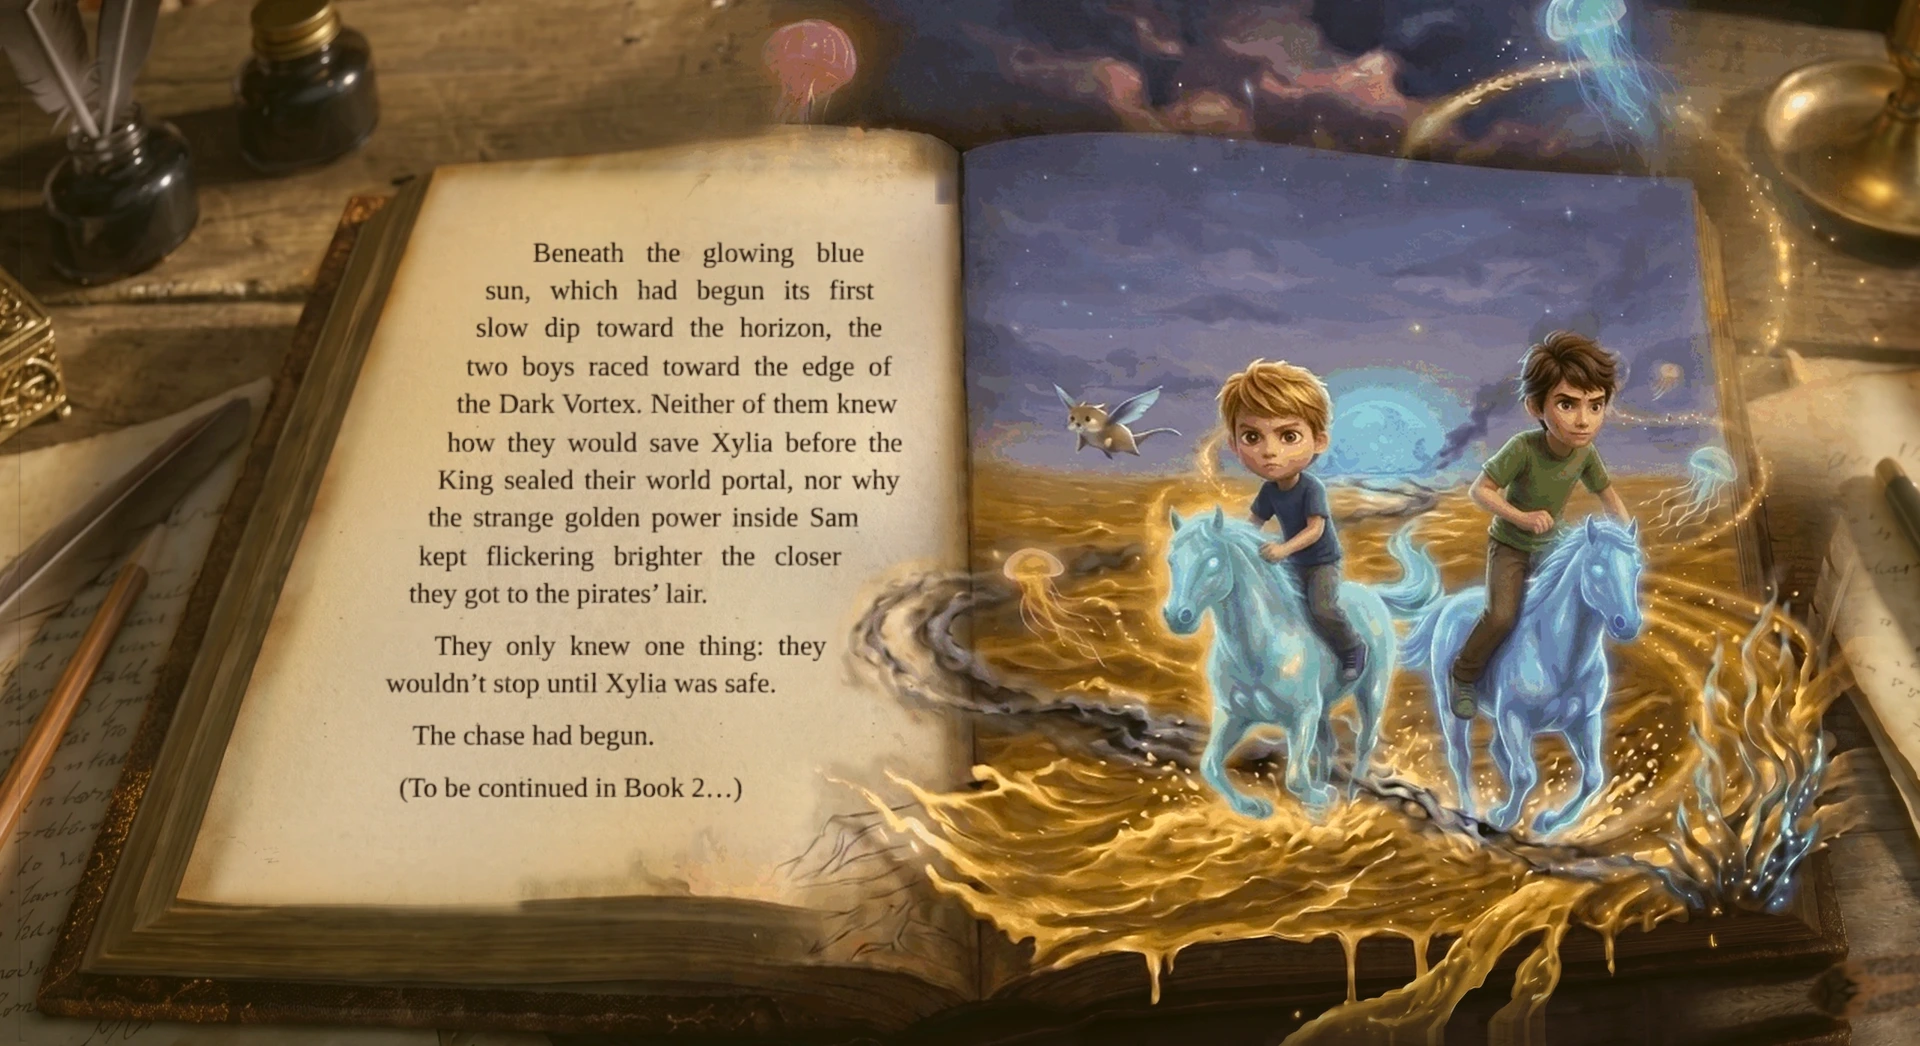 Beneath the glowing blue
sun, which had begun its first
slow dip toward the horizon, the
two boys raced toward the edge of
the Dark Vortex. Neither of them knew
how they would save Xylia before the
King sealed their world portal, nor why
the strange golden power inside Sam
kept flickering brighter the closer
they got to the pirates’ lair.
They only knew one thing: they
wouldn’t stop until Xylia was safe.
The chase had begun.
(To be continued in Book 2…)